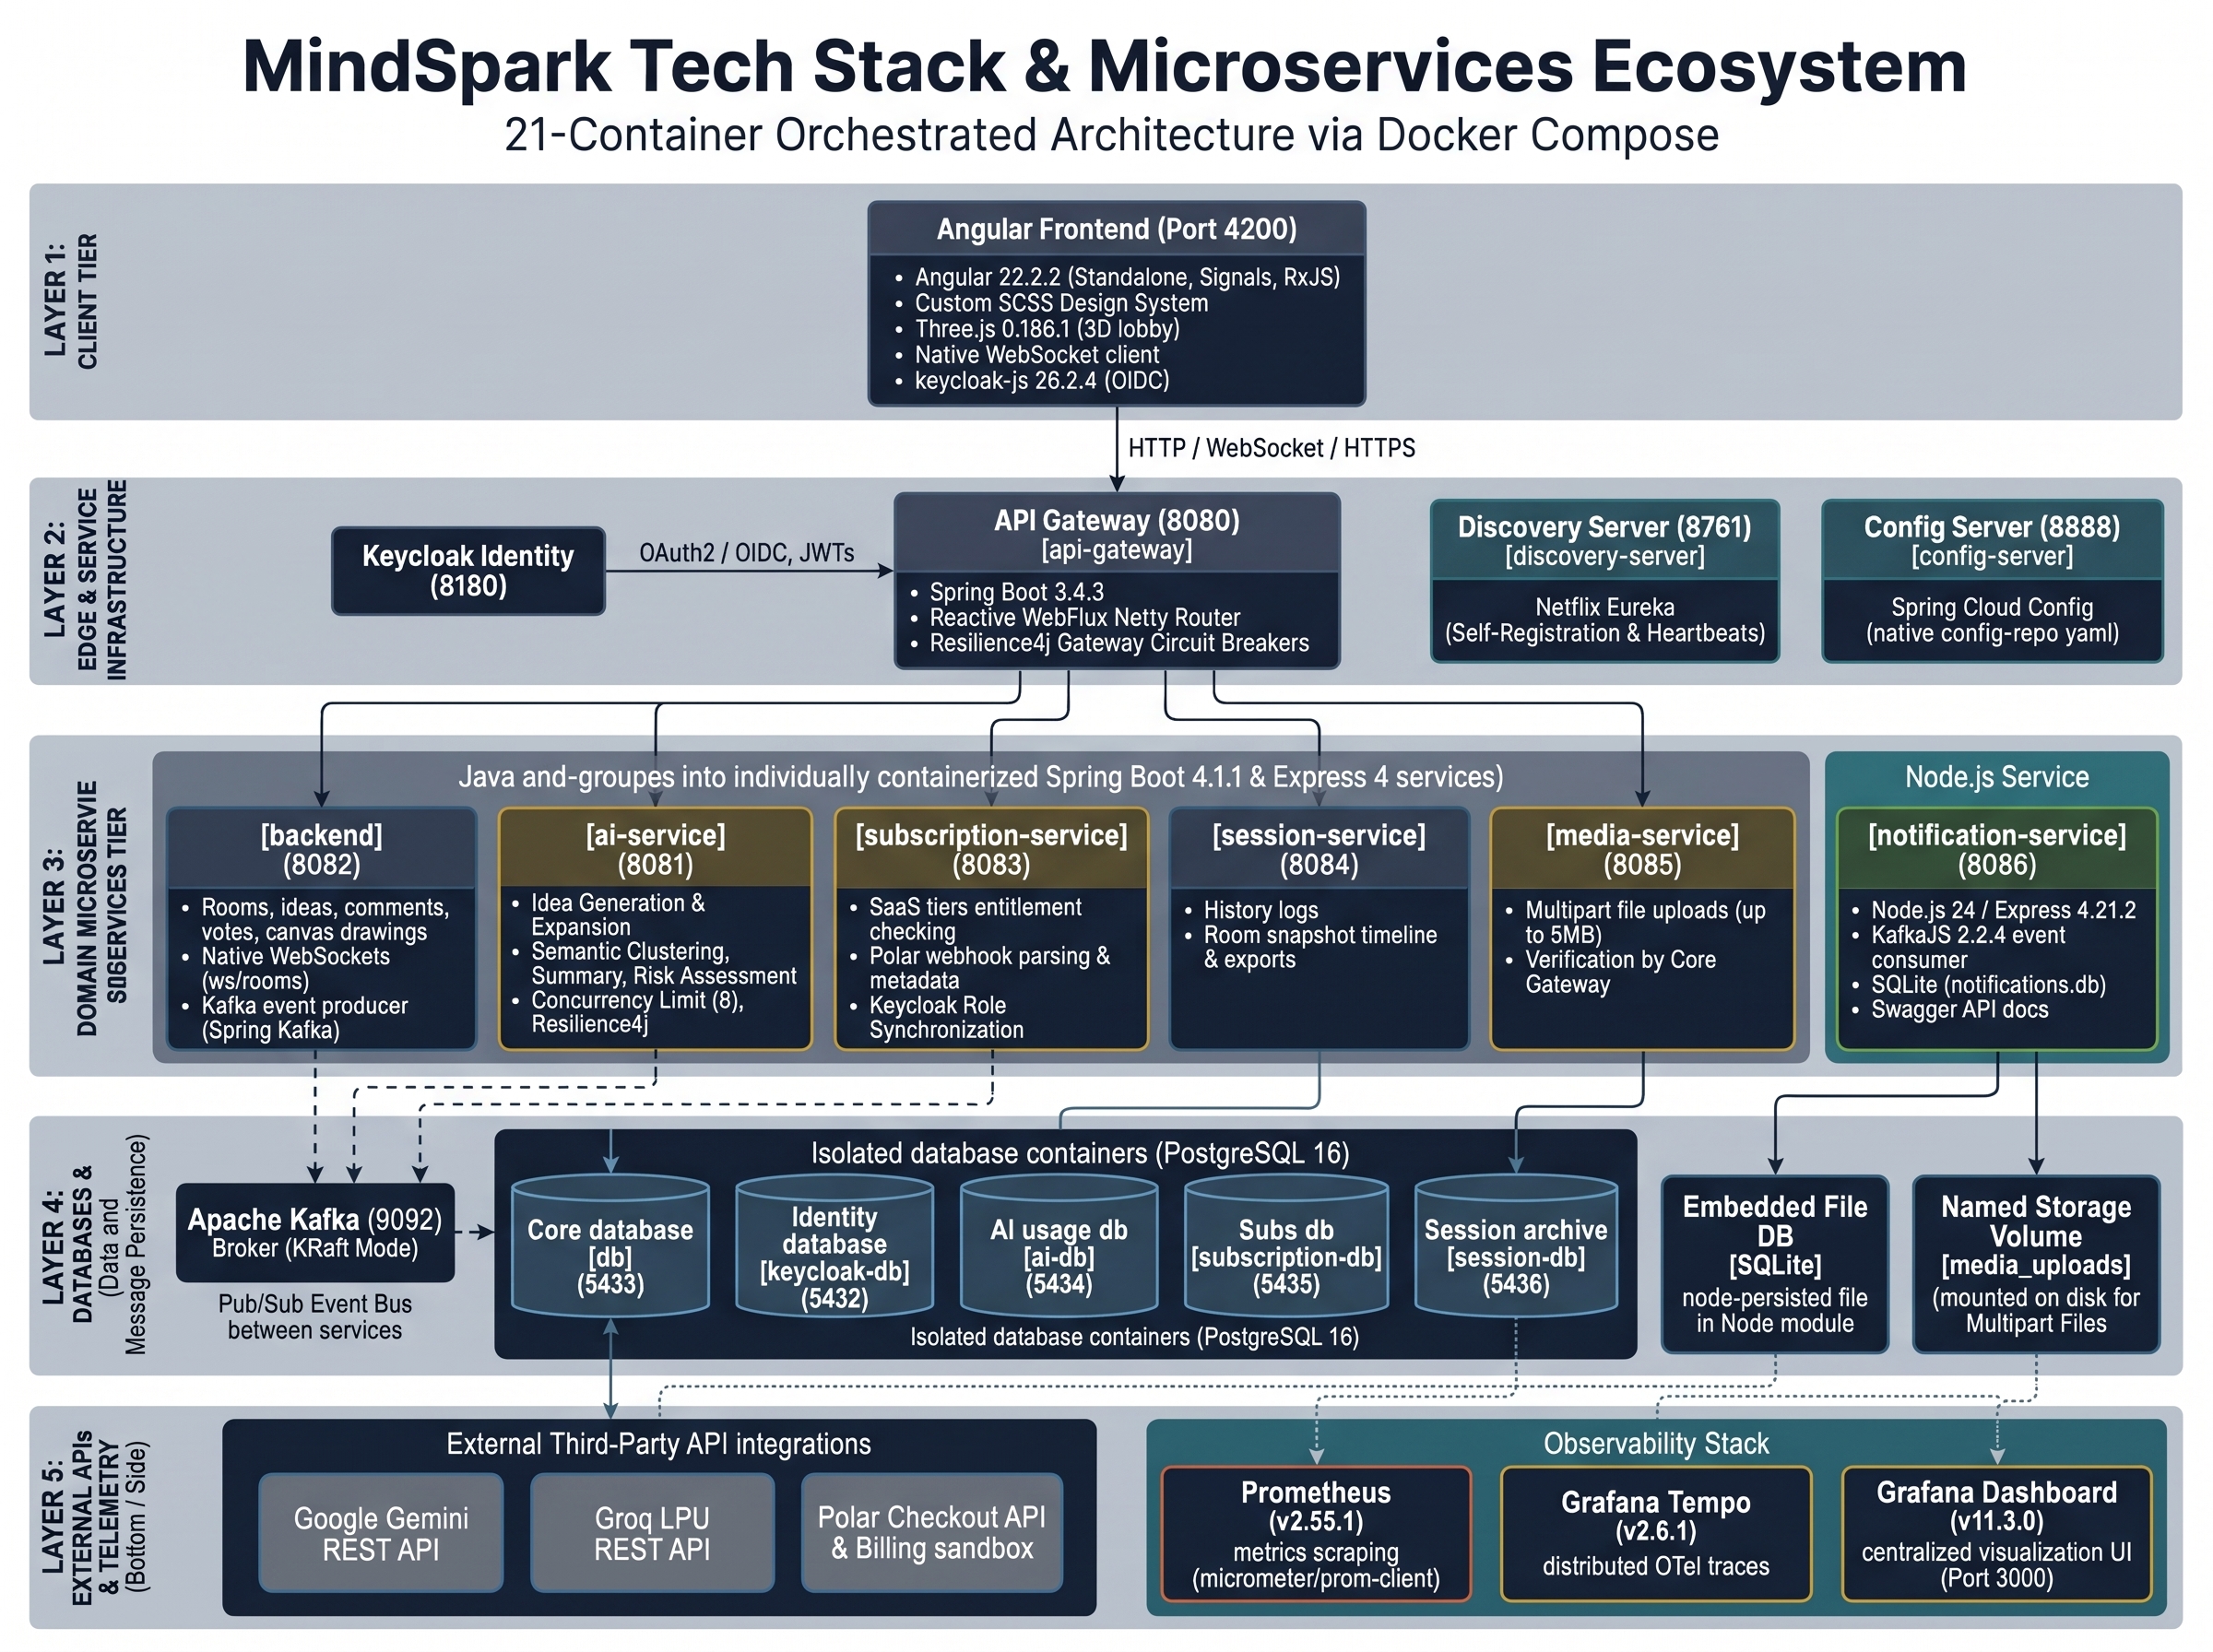 MindSpark Tech Stack & Microservices Ecosystem
21-Container Orchestrated Architecture via Docker Compose
LAYER 1:
CLIENT TIER
Angular Frontend (Port 4200)
• Angular 22.2.2 (Standalone, Signals, RxJS)
• Custom SCSS Design System
• Three.js 0.186.1 (3D lobby)
• Native WebSocket client
• keycloak-js 26.2.4 (OIDC)
HTTP / WebSocket / HTTPS
LAYER 2:
EDGE & SERVICE
INFRASTRUCTURE
Keycloak Identity
(8180)
OAuth2 / OIDC, JWTs
API Gateway (8080)
[api-gateway]
• Spring Boot 3.4.3
• Reactive WebFlux Netty Router
• Resilience4j Gateway Circuit Breakers
Discovery Server (8761)
[discovery-server]
Netflix Eureka
(Self-Registration & Heartbeats)
Config Server (8888)
[config-server]
Spring Cloud Config
(native config-repo yaml)
LAYER 3:
DOMAIN MICROSERVIE
TIER
Java and-groupes into individually containerized Spring Boot 4.1.1 & Express 4 services)
[backend]
(8082)
• Rooms, ideas, comments,
votes, canvas drawings
• Native WebSockets
(ws/rooms)
• Kafka event producer
(Spring Kafka)
[ai-service]
(8081)
• Idea Generation &
Expansion
• Semantic Clustering,
Summary, Risk Assessment
• Concurrency Limit (8),
Resilience4j
[subscription-service]
(8083)
• SaaS tiers entitlement
checking
• Polar webhook parsing &
metadata
• Keycloak Role
Synchronization
[session-service]
(8084)
• History logs
• Room snapshot timeline
& exports
[media-service]
(8085)
• Multipart file uploads (up
to 5MB)
• Verification by Core
Gateway
Node.js Service
[notification-service]
(8086)
• Node.js 24 / Express 4.21.2
• KafkaJS 2.2.4 event
consumer
• SQLite (notifications.db)
• Swagger API docs
LAYER 4:
DATABASES &
(Data and
Message Persistence)
Apache Kafka (9092)
Broker (KRaft Mode)
Pub/Sub Event Bus
between services
Isolated database containers (PostgreSQL 16)
Core database
[db]
(5433)
Identity
database
[keycloak-db]
(5432)
AI usage db
[ai-db]
(5434)
Subs db
[subscription-db]
(5435)
Session archive
[session-db]
(5436)
Isolated database containers (PostgreSQL 16)
Embedded File
DB
[SQLite]
node-persisted file
in Node module
Named Storage
Volume
[media_uploads]
(mounted on disk for
Multipart Files
LAYER 5:
EXTERNAL APIs
& TELEMETRY
(Bottom / Side)
External Third-Party API integrations
Google Gemini
REST API
Groq LPU
REST API
Polar Checkout API
& Billing sandbox
Observability Stack
Prometheus
(v2.55.1)
metrics scraping
(micrometer/prom-client)
Grafana Tempo
(v2.6.1)
distributed OTel traces
Grafana Dashboard
(v11.3.0)
centralized visualization UI
(Port 3000)